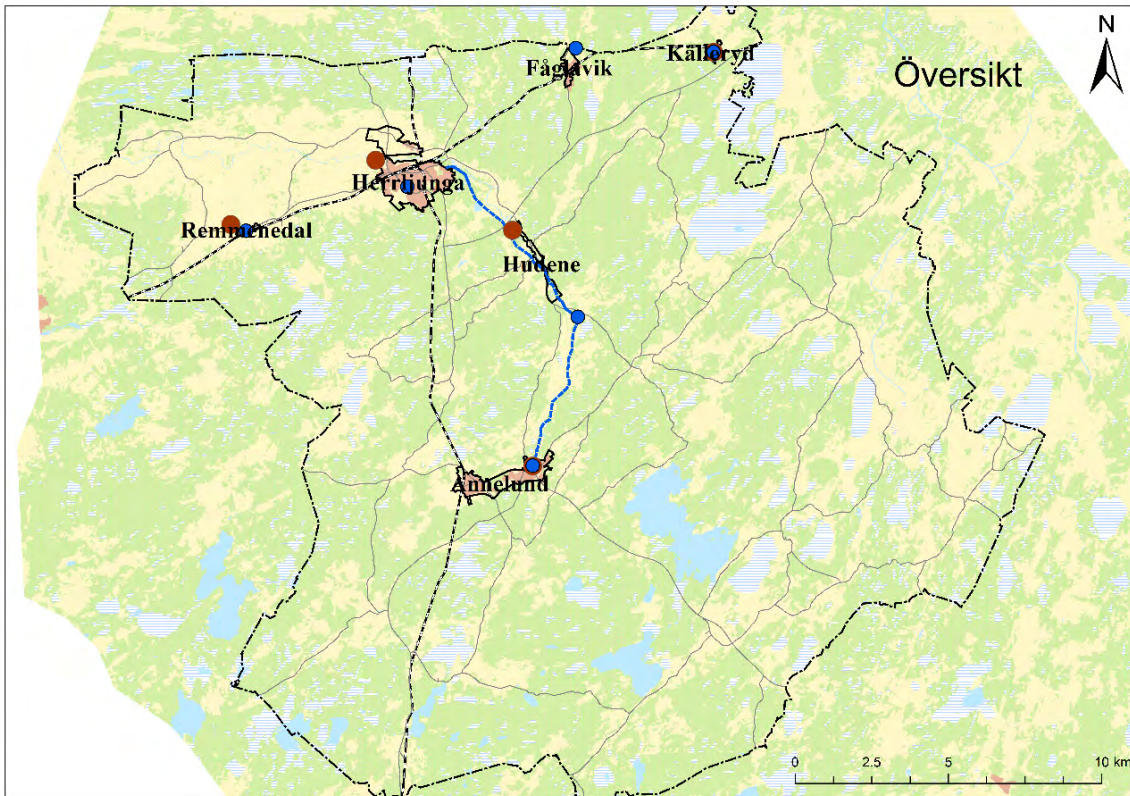 N
Översikt
Fåglavik
Källeryd
Herrljunga
Remmenedal
Hudene
Annelund
0 2.5 5 10 km